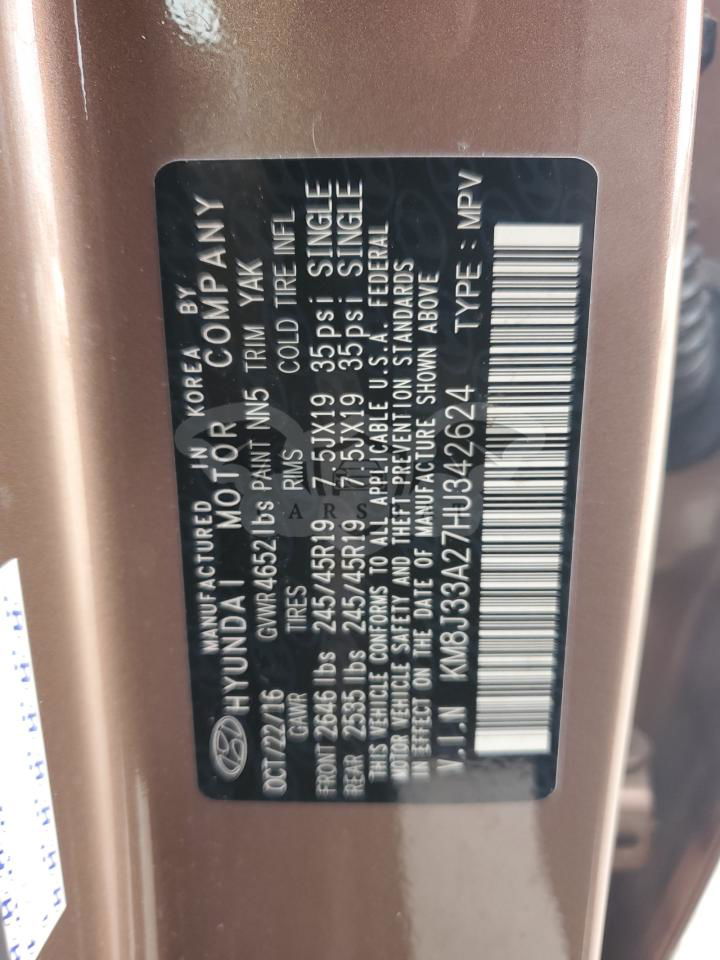 MANUFACTURED IN KOREA BY
HYUNDAI MOTOR COMPANY
OCT/22/16 GVWR 4652 lbs PAINT NN5 TRIM YAK
GAWR TIRES RIMS COLD TIRE INFL
FRONT 2646 lbs 245/45R19 7.5JX19 35psi SINGLE
REAR 2535 lbs 245/45R19 7.5JX19 35psi SINGLE
THIS VEHICLE CONFORMS TO ALL APPLICABLE U.S.A. FEDERAL
MOTOR VEHICLE SAFETY AND THEFT PREVENTION STANDARDS
IN EFFECT ON THE DATE OF MANUFACTURE SHOWN ABOVE
V.I.N KM8J33A27HU342624 TYPE : MPV